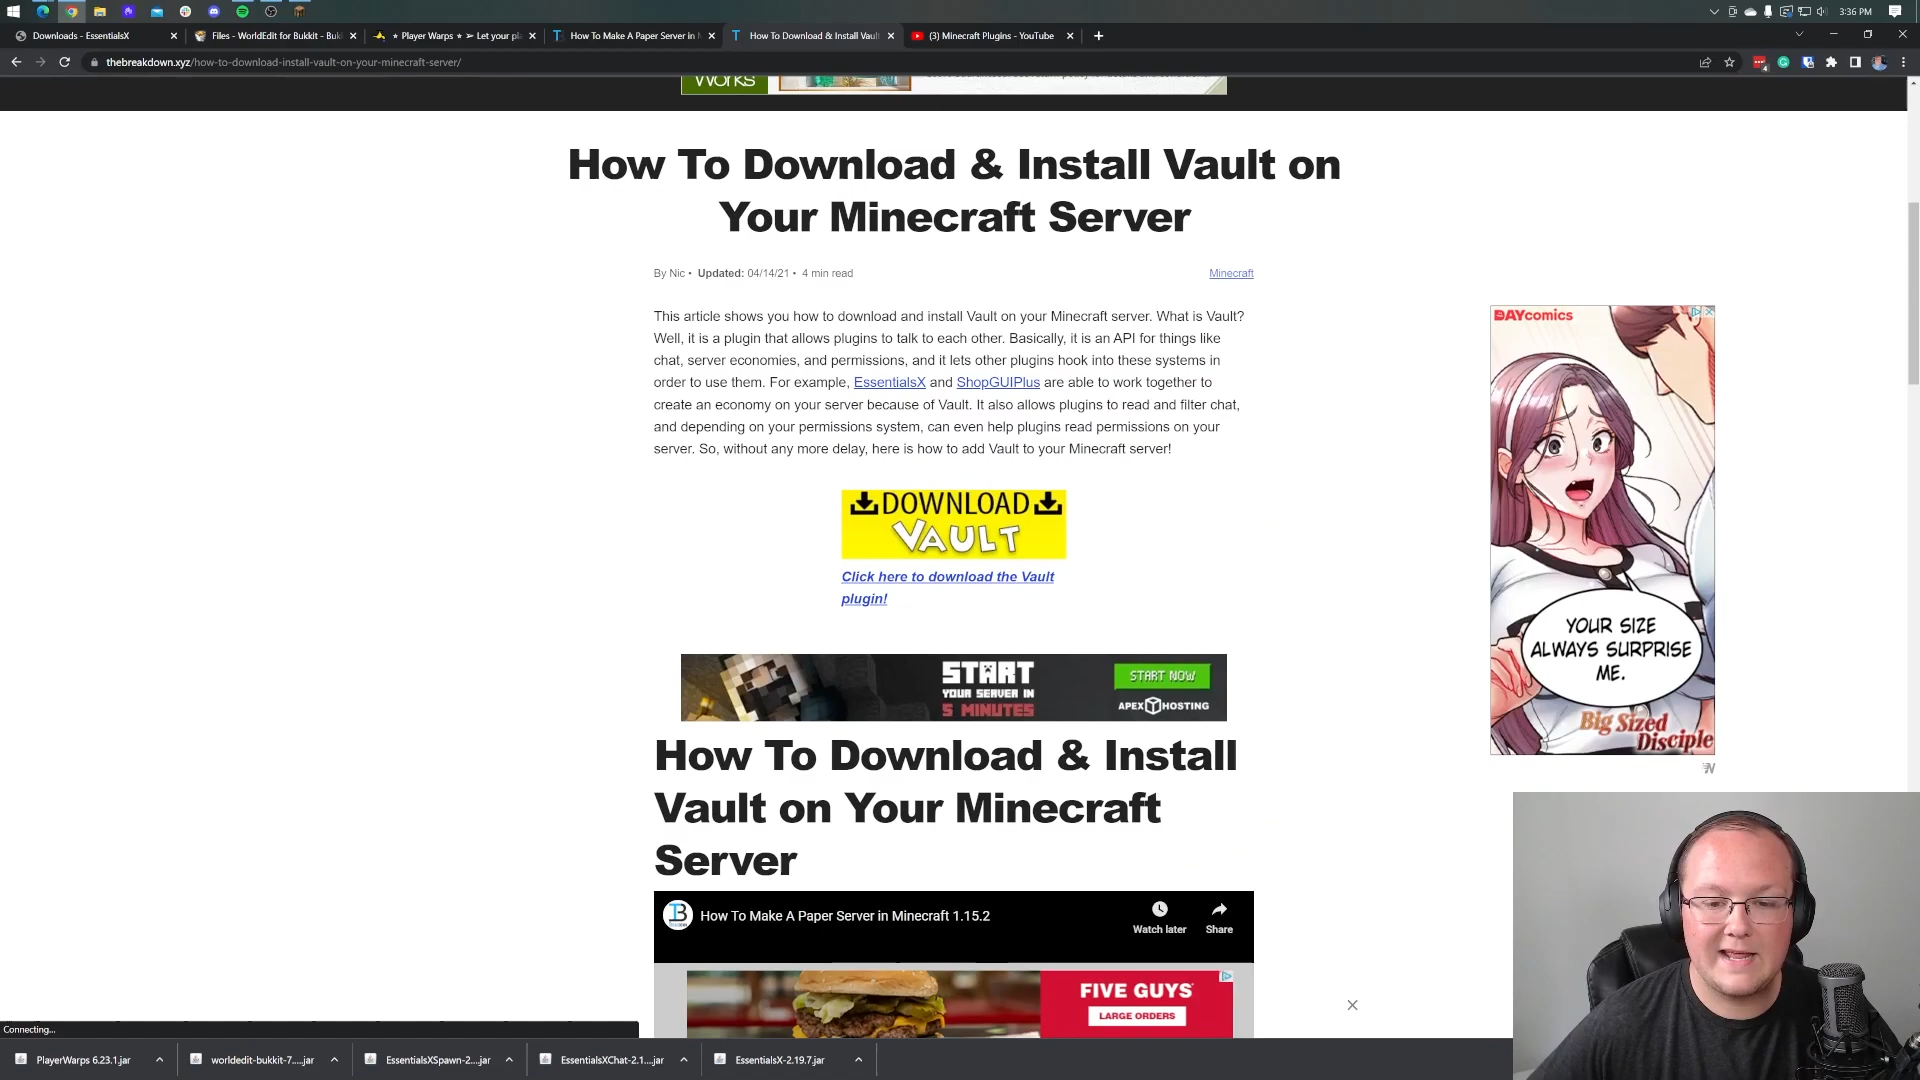 3:36 PM
Downloads - EssentialsX
Files - WorldEdit for Bukkit - Buk
★ Player Warps ★ ➢ Let your pl
How To Make A Paper Server in M
How To Download & Install Vault
(3) Minecraft Plugins - YouTube
thebreakdown.xyz/how-to-download-install-vault-on-your-minecraft-server/
WORKS
How To Download & Install Vault on
Your Minecraft Server
By Nic • Updated: 04/14/21 • 4 min read
Minecraft
This article shows you how to download and install Vault on your Minecraft server. What is Vault?
Well, it is a plugin that allows plugins to talk to each other. Basically, it is an API for things like
chat, server economies, and permissions, and it lets other plugins hook into these systems in
order to use them. For example, EssentialsX and ShopGUIPlus are able to work together to
create an economy on your server because of Vault. It also allows plugins to read and filter chat,
and depending on your permissions system, can even help plugins read permissions on your
server. So, without any more delay, here is how to add Vault to your Minecraft server!
DOWNLOAD
VAULT
Click here to download the Vault
plugin!
START
YOUR SERVER IN
5 MINUTES
START NOW
APEX HOSTING
DAYcomics
YOUR SIZE
ALWAYS SURPRISE
ME.
Big Sized
Disciple
How To Download & Install
Vault on Your Minecraft
Server
How To Make A Paper Server in Minecraft 1.15.2
Watch later
Share
FIVE GUYS
LARGE ORDERS
Connecting...
PlayerWarps 6.23.1.jar
worldedit-bukkit-7....jar
EssentialsXSpawn-2....jar
EssentialsXChat-2.1....jar
EssentialsX-2.19.7.jar